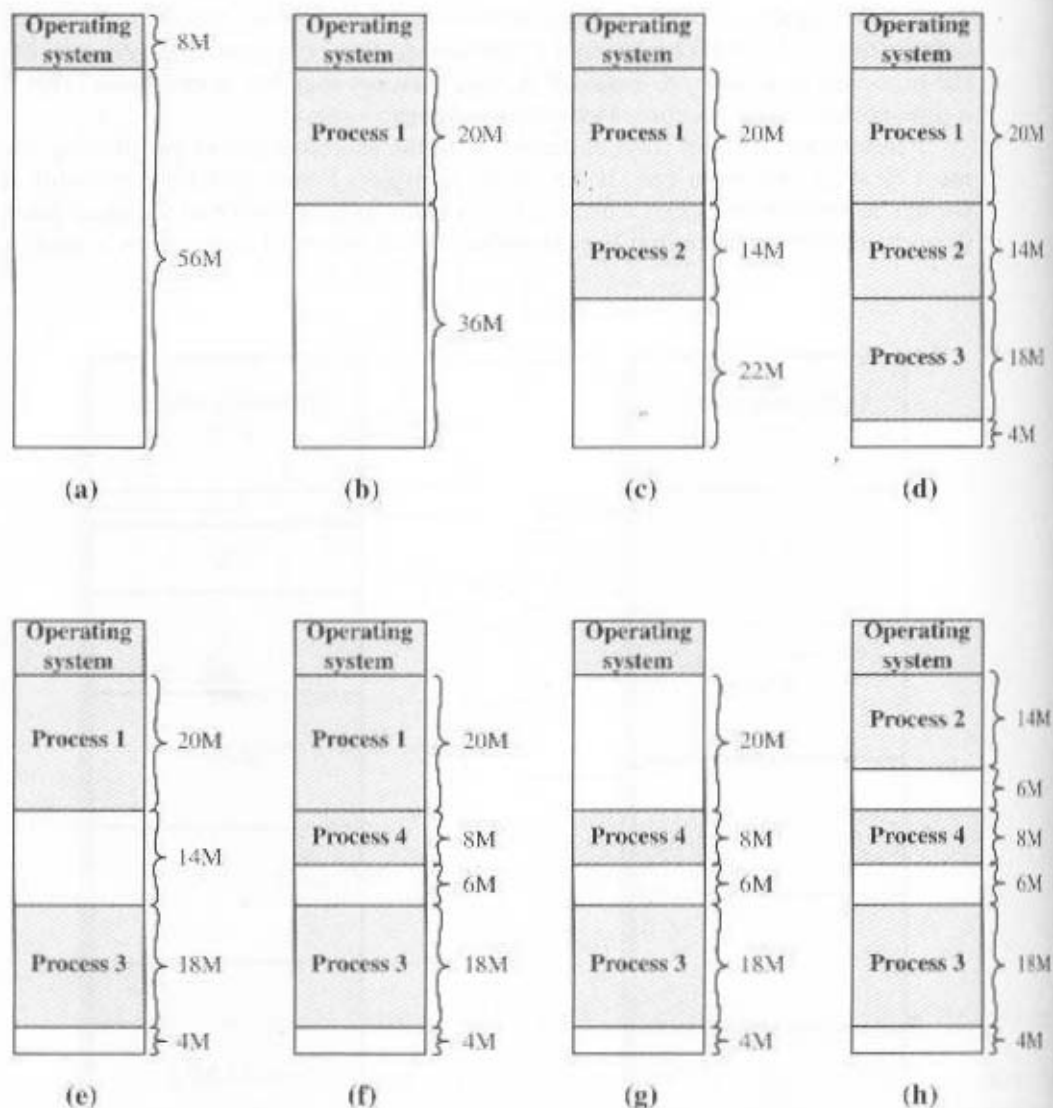 Operating
system
8M
56M
(a)
Operating
system
Process 1
20M
36M
(b)
Operating
system
Process 1
20M
Process 2
14M
22M
(c)
Operating
system
Process 1
20M
Process 2
14M
Process 3
18M
4M
(d)
Operating
system
Process 1
20M
14M
Process 3
18M
4M
(e)
Operating
system
Process 1
20M
Process 4
8M
6M
Process 3
18M
4M
(f)
Operating
system
20M
Process 4
8M
6M
Process 3
18M
4M
(g)
Operating
system
Process 2
14M
6M
Process 4
8M
6M
Process 3
18M
4M
(h)